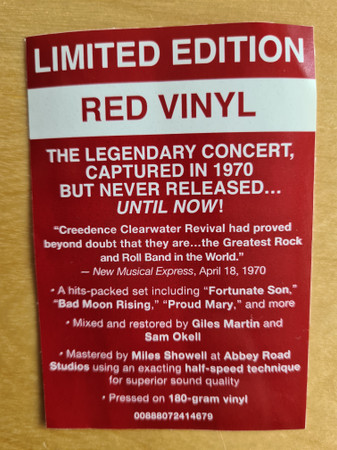 LIMITED EDITION
RED VINYL
THE LEGENDARY CONCERT,
CAPTURED IN 1970
BUT NEVER RELEASED...
UNTIL NOW!
“Creedence Clearwater Revival had proved
beyond doubt that they are...the Greatest Rock
and Roll Band in the World.”
— New Musical Express, April 18, 1970
• A hits-packed set including “Fortunate Son,”
“Bad Moon Rising,” “Proud Mary,” and more
• Mixed and restored by Giles Martin and
Sam Okell
• Mastered by Miles Showell at Abbey Road
Studios using an exacting half-speed technique
for superior sound quality
• Pressed on 180-gram vinyl
00888072414679